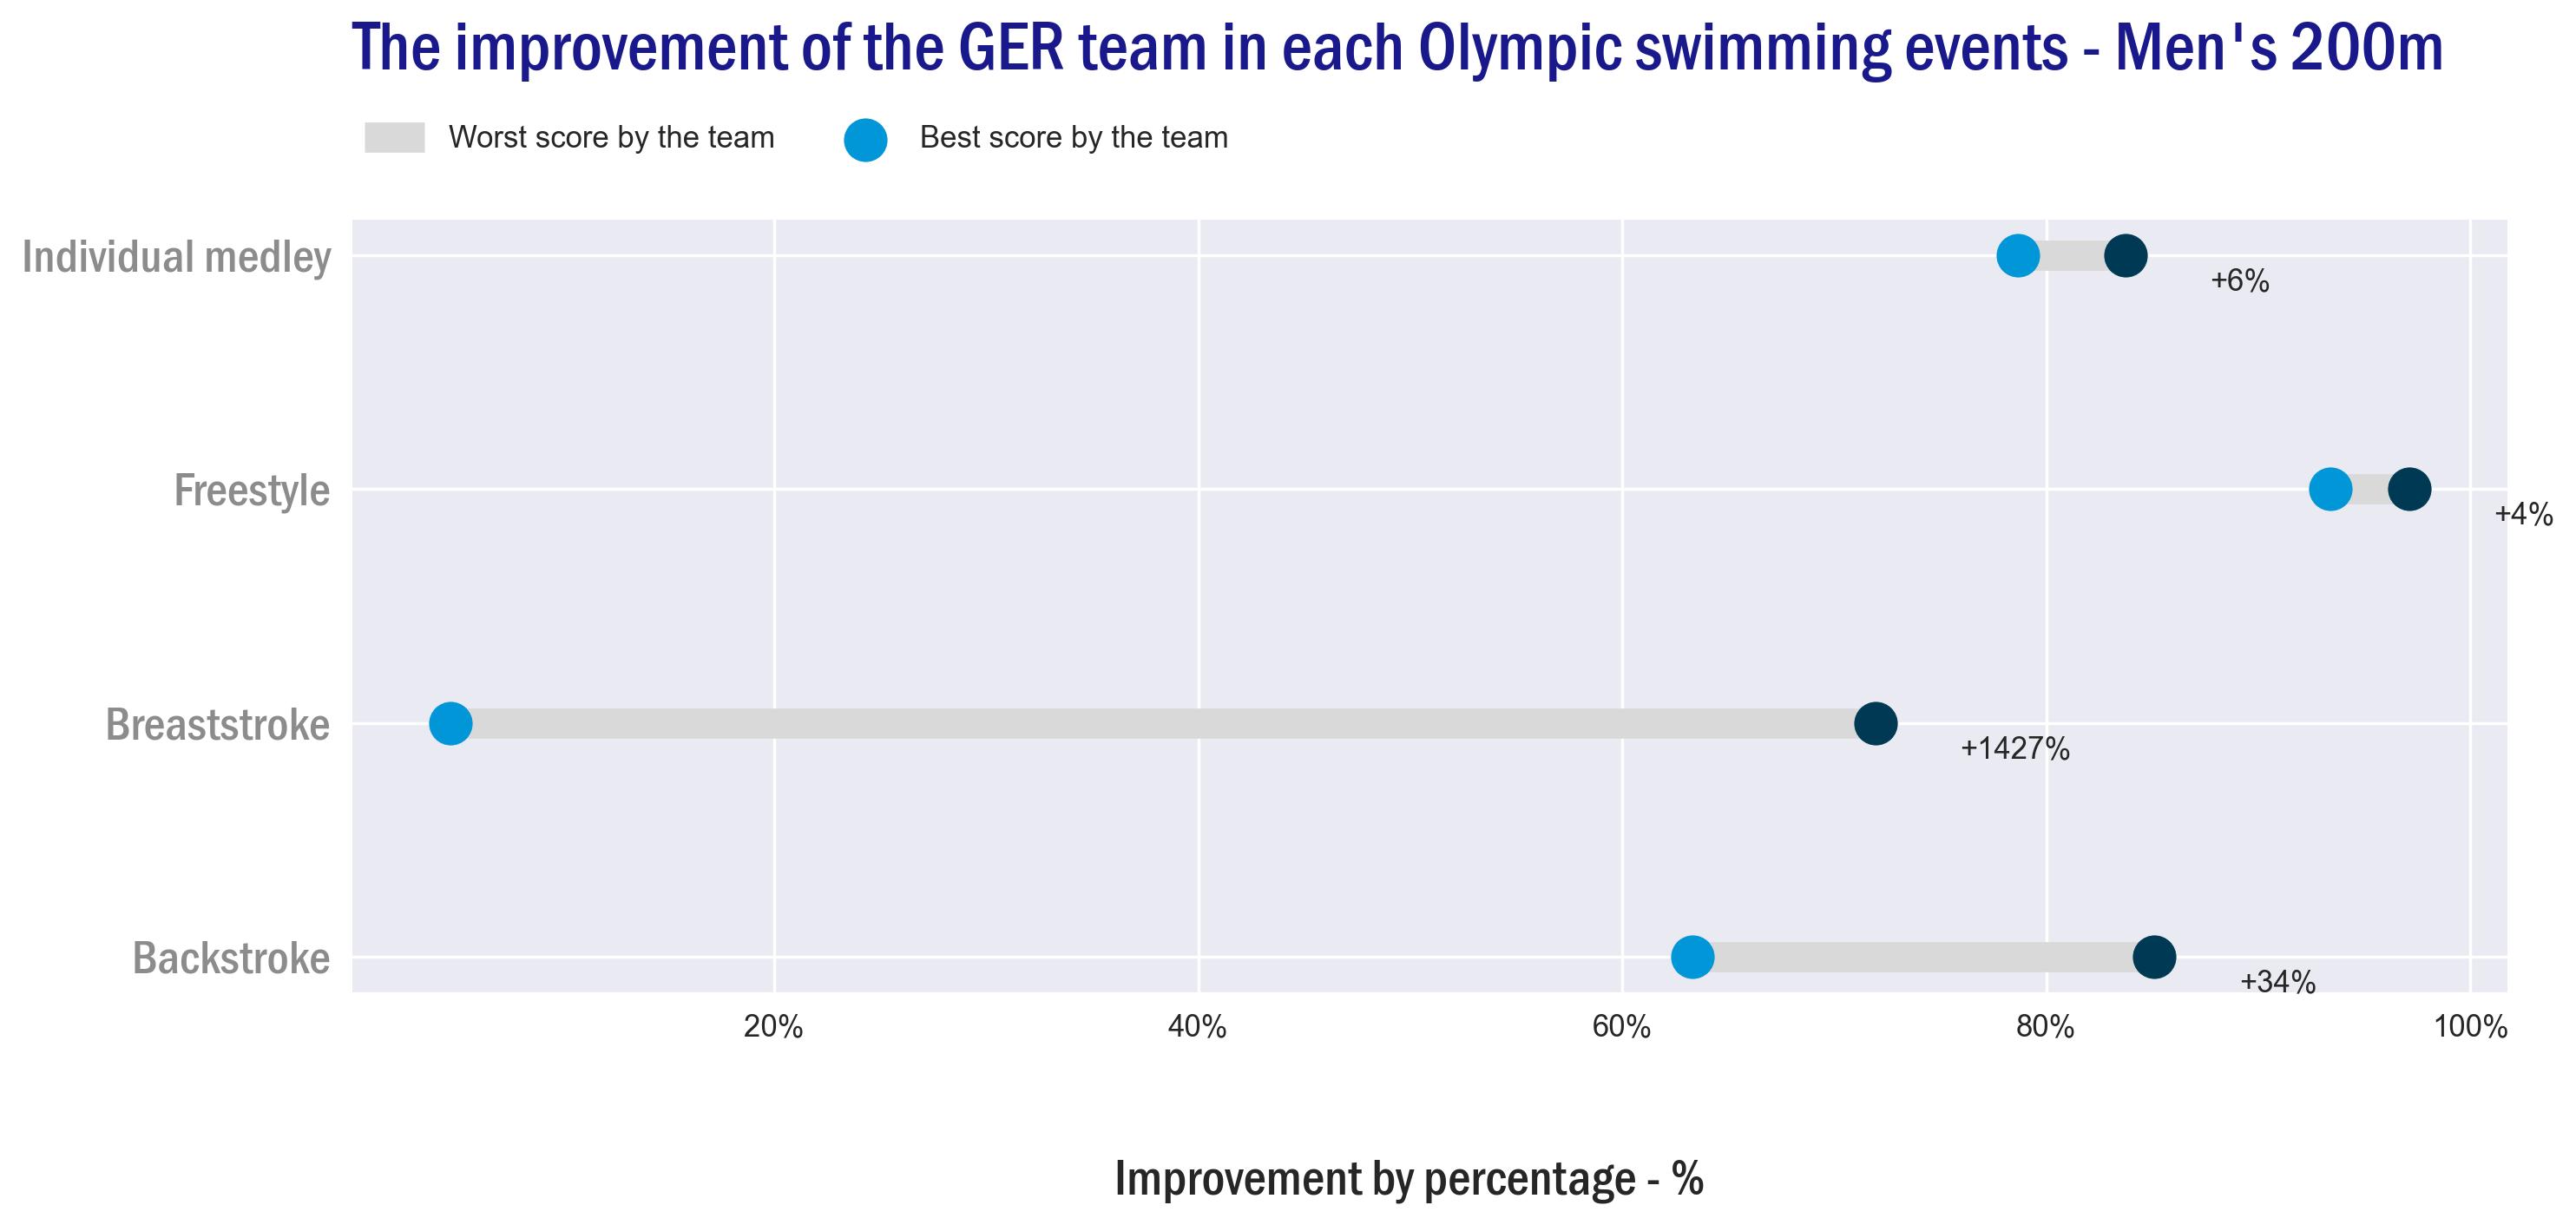 The improvement of the GER team in each Olympic swimming events - Men's 200m
Worst score by the team
Best score by the team
Individual medley
+6%
Freestyle
+4%
Breaststroke
+1427%
Backstroke
+34%
20%
40%
60%
80%
100%
Improvement by percentage - %